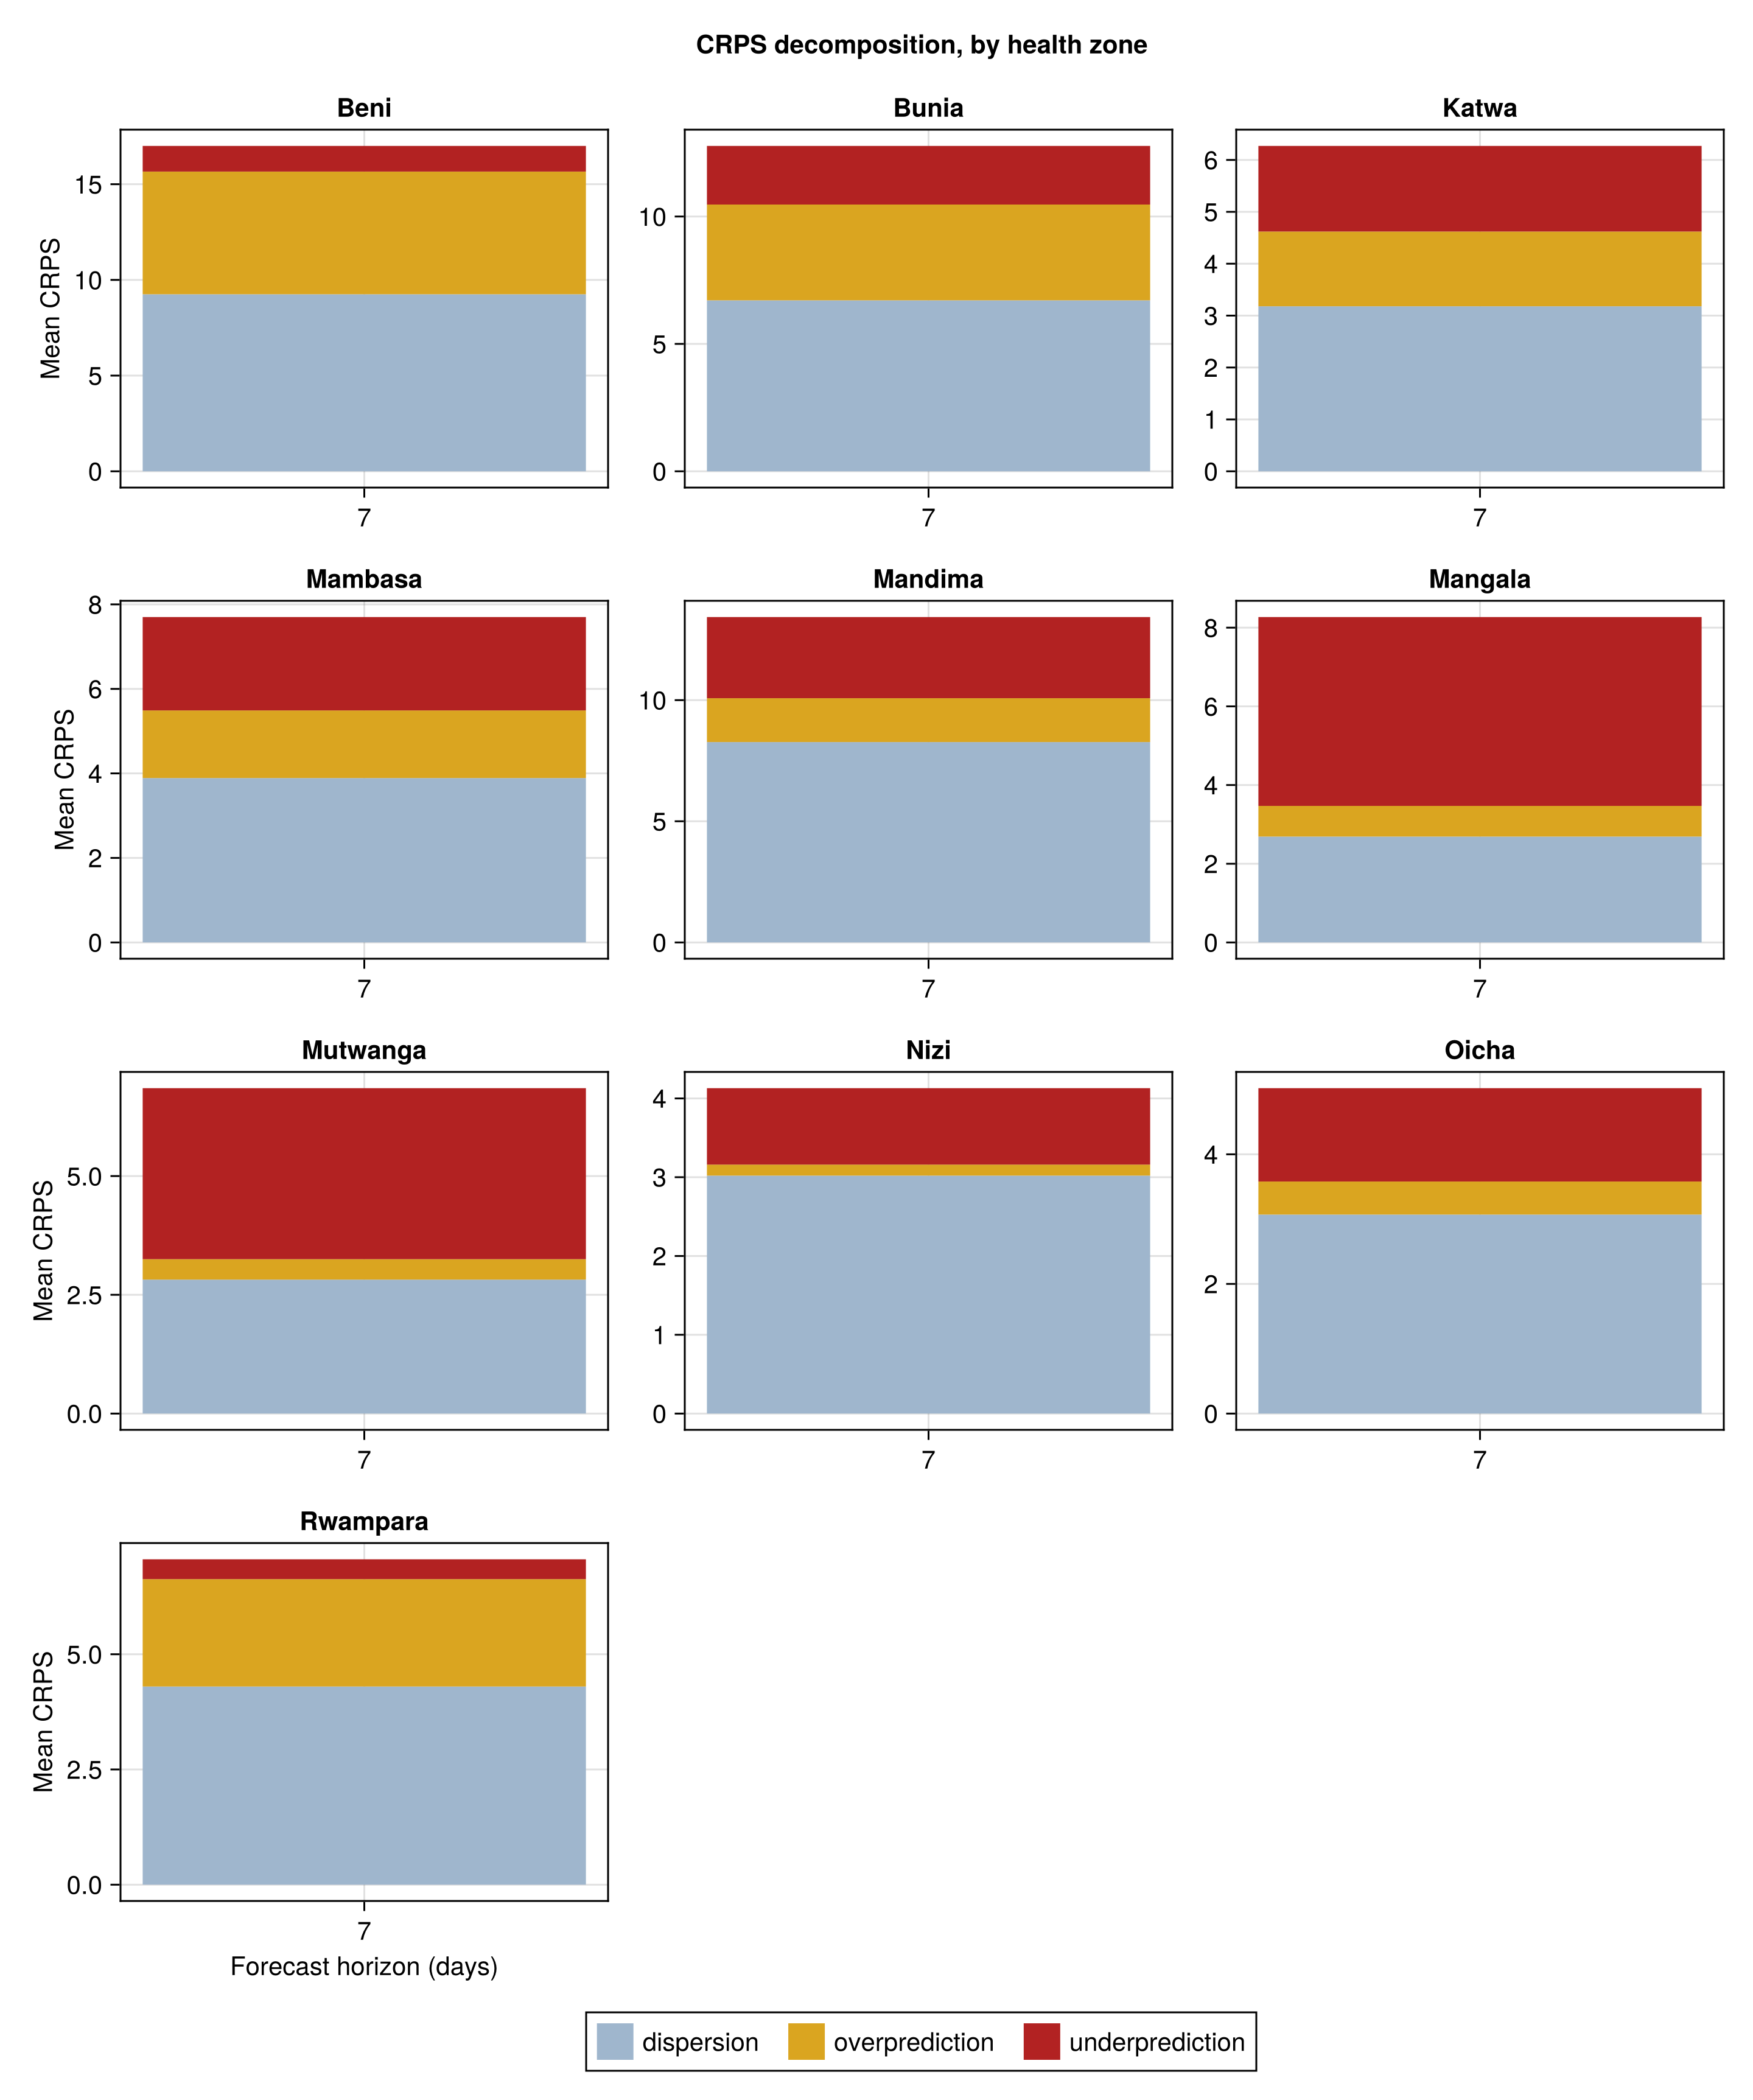 CRPS decomposition, by health zone
Beni
Bunia
Katwa
Mean CRPS
15
10
5
0
7
10
5
0
7
6
5
4
3
2
1
0
7
Mambasa
Mandima
Mangala
Mean CRPS
8
6
4
2
0
7
10
5
0
7
8
6
4
2
0
7
Mutwanga
Nizi
Oicha
Mean CRPS
5.0
2.5
0.0
7
4
3
2
1
0
7
4
2
0
7
Rwampara
Mean CRPS
5.0
2.5
0.0
7
Forecast horizon (days)
dispersion
overprediction
underprediction